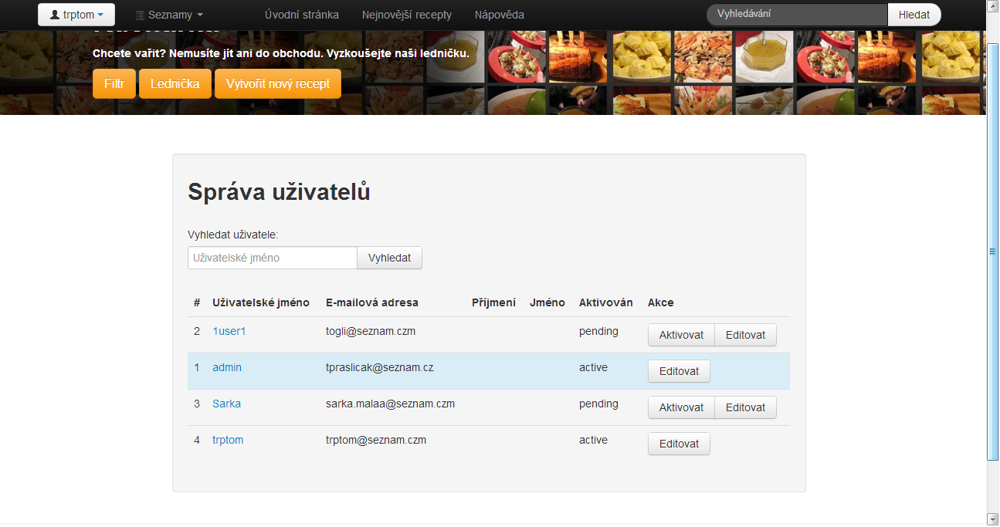 trptom Seznamy Úvodní stránka Nejnovější recepty Nápověda Vyhledávání Hledat
Chcete vařit? Nemusíte jít ani do obchodu. Vyzkoušejte naši ledničku.
Filtr Lednička Vytvořit nový recept
Správa uživatelů
Vyhledat uživatele:
Uživatelské jméno Vyhledat
# Uživatelské jméno E-mailová adresa Příjmení Jméno Aktivován Akce
2 1user1 togli@seznam.czm pending Aktivovat Editovat
1 admin tpraslicak@seznam.cz active Editovat
3 Sarka sarka.malaa@seznam.czm pending Aktivovat Editovat
4 trptom trptom@seznam.czm active Editovat